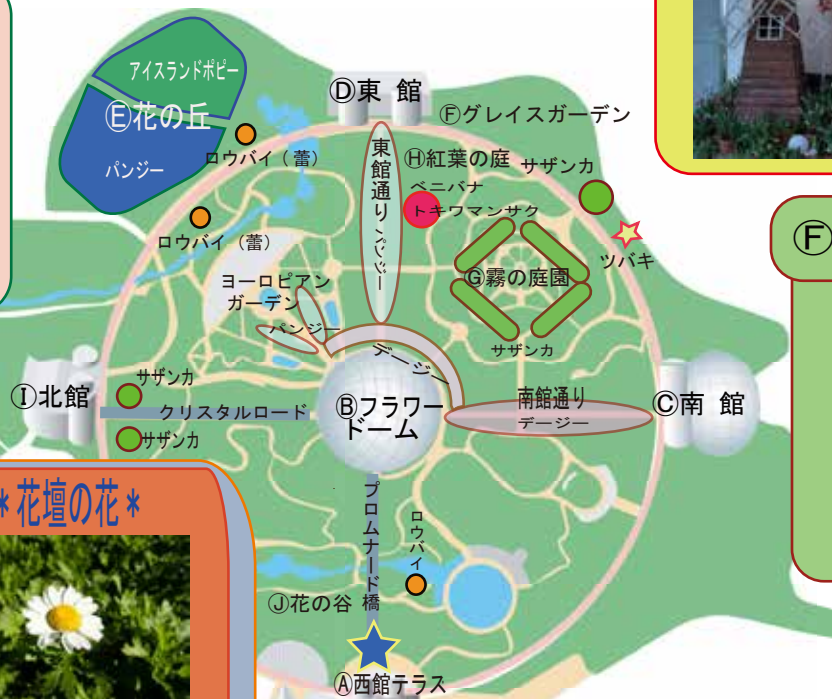 アイスランドポピー
Ⓔ花の丘
パンジー
ロウバイ(蕾)
ロウバイ(蕾)
Ⓓ東 館
Ⓕグレイスガーデン
東館通り
パンジー
Ⓗ紅葉の庭
ベニバナ
トキワマンサク
サザンカ
ツバキ
Ⓖ霧の庭園
サザンカ
ヨーロピアン
ガーデン
パンジー
デージー
Ⓘ北館
サザンカ
クリスタルロード
サザンカ
Ⓑフラワー
ドーム
南館通り
デージー
Ⓒ南 館
Ⓕ
*花壇の花*
プロムナード橋
ロウバイ
Ⓙ花の谷
Ⓐ西館テラス